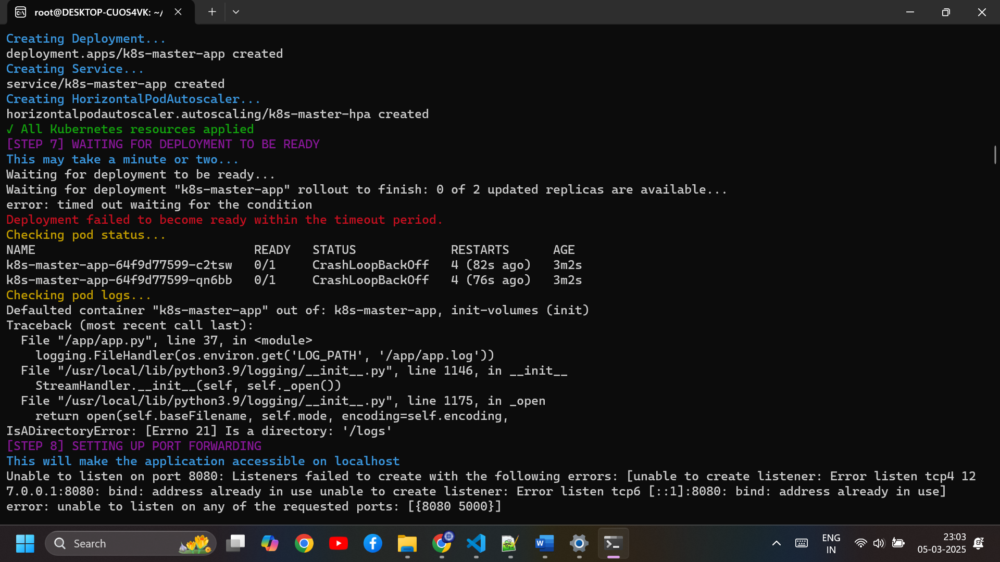 root@DESKTOP-CUOS4VK: ~/
Creating Deployment...
deployment.apps/k8s-master-app created
Creating Service...
service/k8s-master-app created
Creating HorizontalPodAutoscaler...
horizontalpodautoscaler.autoscaling/k8s-master-hpa created
✓ All Kubernetes resources applied
[STEP 7] WAITING FOR DEPLOYMENT TO BE READY
This may take a minute or two...
Waiting for deployment to be ready...
Waiting for deployment "k8s-master-app" rollout to finish: 0 of 2 updated replicas are available...
error: timed out waiting for the condition
Deployment failed to become ready within the timeout period.
Checking pod status...
NAME                              READY   STATUS             RESTARTS      AGE
k8s-master-app-64f9d77599-c2tsw   0/1     CrashLoopBackOff   4 (82s ago)   3m2s
k8s-master-app-64f9d77599-qn6bb   0/1     CrashLoopBackOff   4 (76s ago)   3m2s
Checking pod logs...
Defaulted container "k8s-master-app" out of: k8s-master-app, init-volumes (init)
Traceback (most recent call last):
  File "/app/app.py", line 37, in <module>
    logging.FileHandler(os.environ.get('LOG_PATH', '/app/app.log'))
  File "/usr/local/lib/python3.9/logging/__init__.py", line 1146, in __init__
    StreamHandler.__init__(self, self._open())
  File "/usr/local/lib/python3.9/logging/__init__.py", line 1175, in _open
    return open(self.baseFilename, self.mode, encoding=self.encoding,
IsADirectoryError: [Errno 21] Is a directory: '/logs'
[STEP 8] SETTING UP PORT FORWARDING
This will make the application accessible on localhost
Unable to listen on port 8080: Listeners failed to create with the following errors: [unable to create listener: Error listen tcp4 12
7.0.0.1:8080: bind: address already in use unable to create listener: Error listen tcp6 [::1]:8080: bind: address already in use]
error: unable to listen on any of the requested ports: [{8080 5000}]
Search
ENG
IN
23:03
05-03-2025